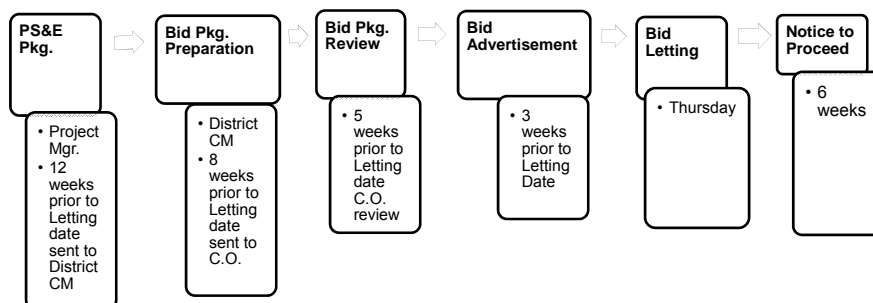 PS&E
Pkg.
• Project
Mgr.
• 12
weeks
prior to
Letting
date
sent to
District
CM
Bid Pkg.
Preparation
• District
CM
• 8
weeks
prior to
Letting
date
sent to
C.O.
Bid Pkg.
Review
• 5
weeks
prior to
Letting
date
C.O.
review
Bid
Advertisement
• 3
weeks
prior to
Letting
Date
Bid
Letting
• Thursday
Notice to
Proceed
• 6
weeks